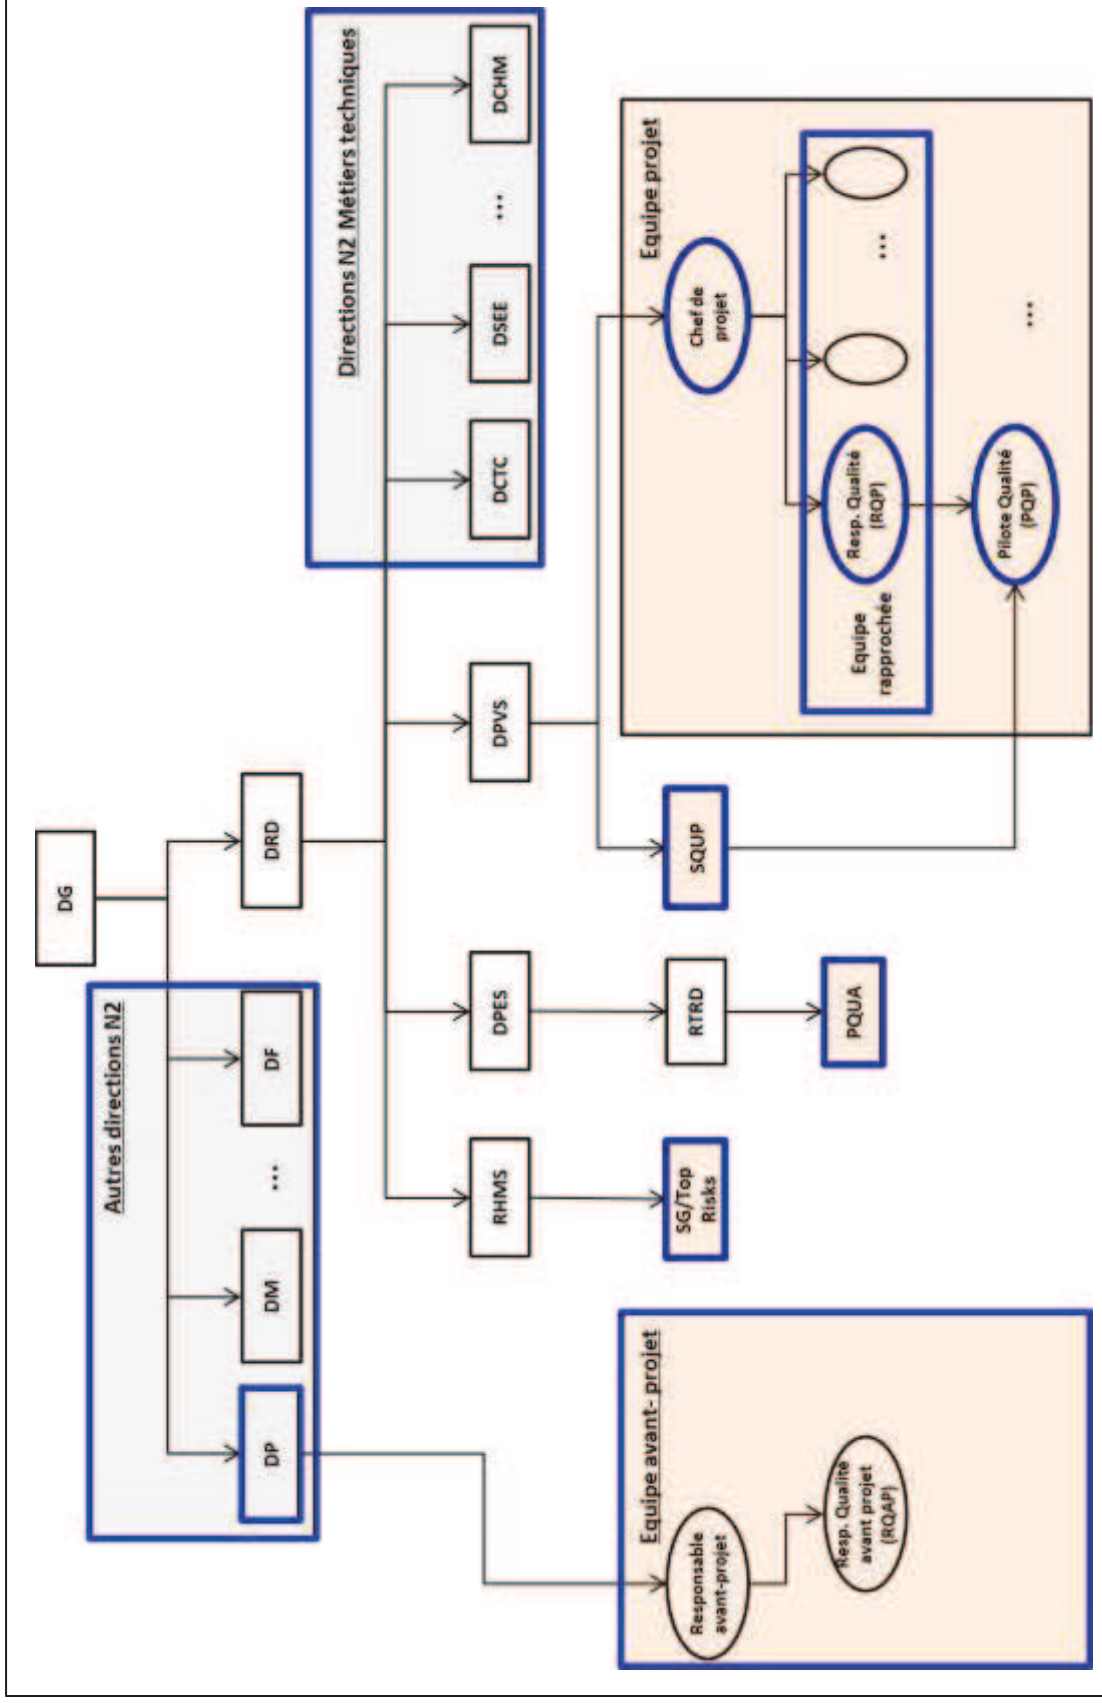 DG
Autres directions N2
DP
DM
...
DF
DRD
Directions N2 Métiers techniques
RHMS
DPES
DPVS
DCTC
DSEE
...
DCHM
Equipe avant- projet
Responsable
avant-projet
Resp. Qualité
avant projet
(RQAP)
SG/Top
Risks
RTRD
PQUA
SQUP
Equipe projet
Chef de
projet
Equipe
rapprochée
Resp. Qualité
(RQP)
...
Pilote Qualité
(PQP)
...